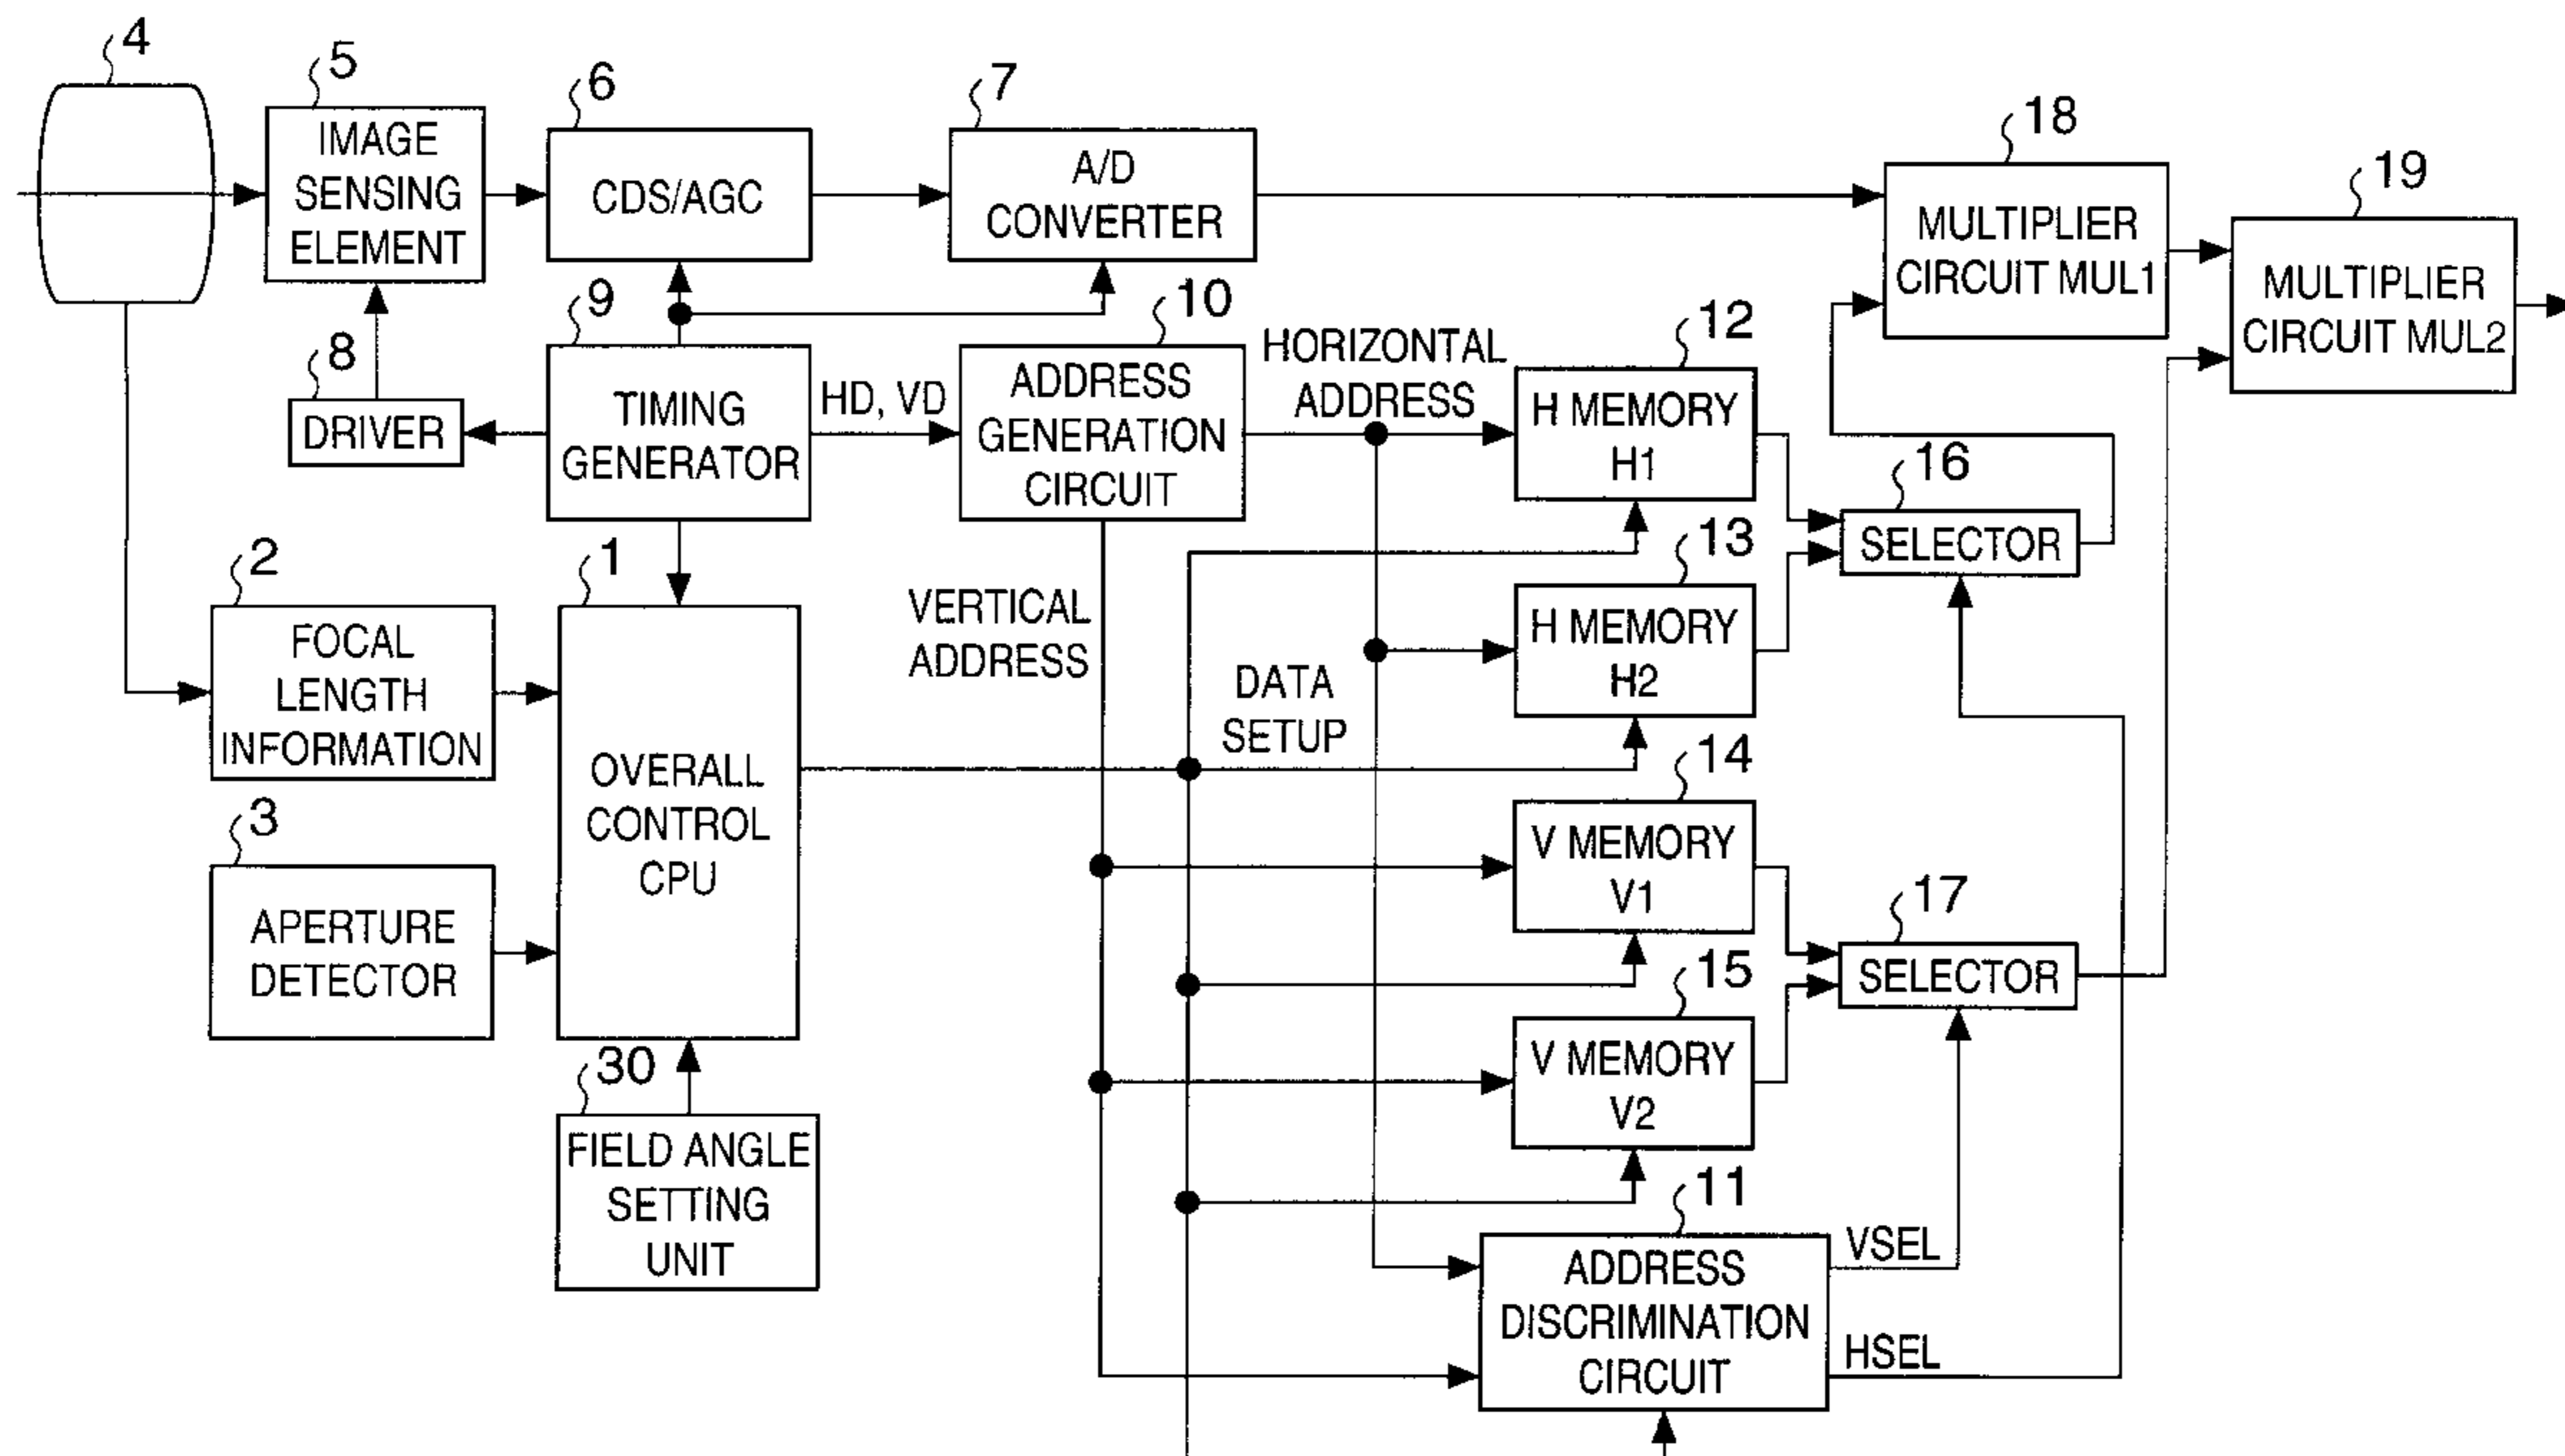 4
5
IMAGE
SENSING
ELEMENT
6
CDS/AGC
7
A/D
CONVERTER
18
MULTIPLIER
CIRCUIT MUL1
19
MULTIPLIER
CIRCUIT MUL2
8
DRIVER
9
TIMING
GENERATOR
HD, VD
10
ADDRESS
GENERATION
CIRCUIT
HORIZONTAL
ADDRESS
12
H MEMORY
H1
16
SELECTOR
2
FOCAL
LENGTH
INFORMATION
1
OVERALL
CONTROL
CPU
VERTICAL
ADDRESS
DATA
SETUP
13
H MEMORY
H2
3
APERTURE
DETECTOR
14
V MEMORY
V1
17
SELECTOR
15
V MEMORY
V2
30
FIELD ANGLE
SETTING
UNIT
11
ADDRESS
DISCRIMINATION
CIRCUIT
VSEL
HSEL